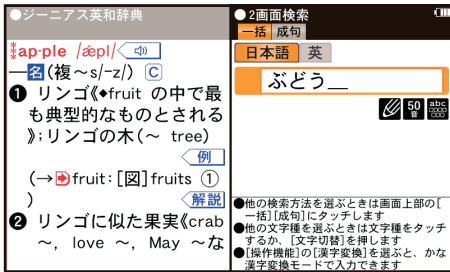 ●ジーニアス英和辞典
⁑ap·ple /ǽpl/
―名(複~s/-z/) C
❶ リンゴ《◆fruit の中で最
も典型的なものとされる
》;リンゴの木(~ tree)
例
(→fruit:[図]fruits ①
)
解説
❷ リンゴに似た果実《crab
~, love ~, May ~な
●2画面検索
一括 成句
日本語 英
ぶどう__
50音 abc
●他の検索方法を選ぶときは画面上部の[
一括][成句]にタッチします
●他の文字種を選ぶときは文字種をタッチ
するか、[文字切替]を押します
●[操作機能]の[漢字変換]を選ぶと、かな
漢字変換モードで入力できます